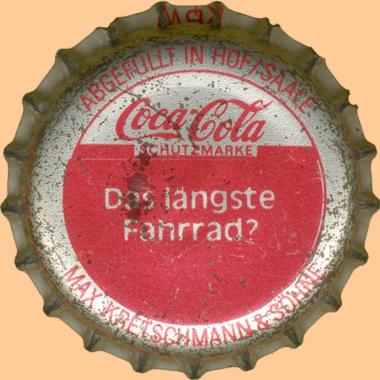 ABGEFÜLLT IN HOF/SAALE
Coca-Cola
SCHUTZMARKE
Das längste
Fahrrad?
MAX KRETSCHMANN & SÖHNE